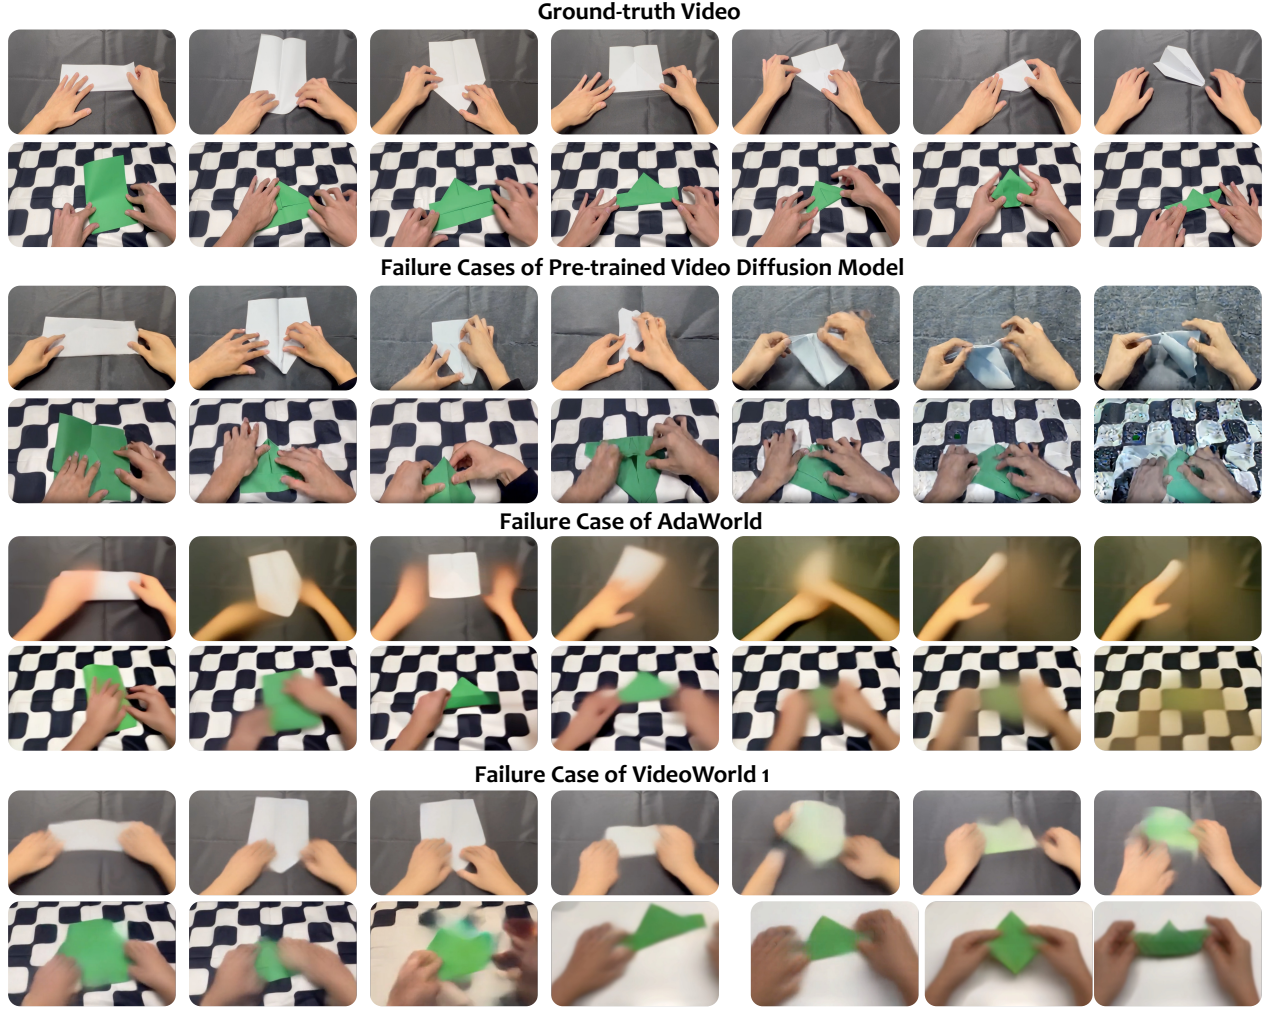 Ground-truth Video
Failure Cases of Pre-trained Video Diffusion Model
Failure Case of AdaWorld
Failure Case of VideoWorld 1